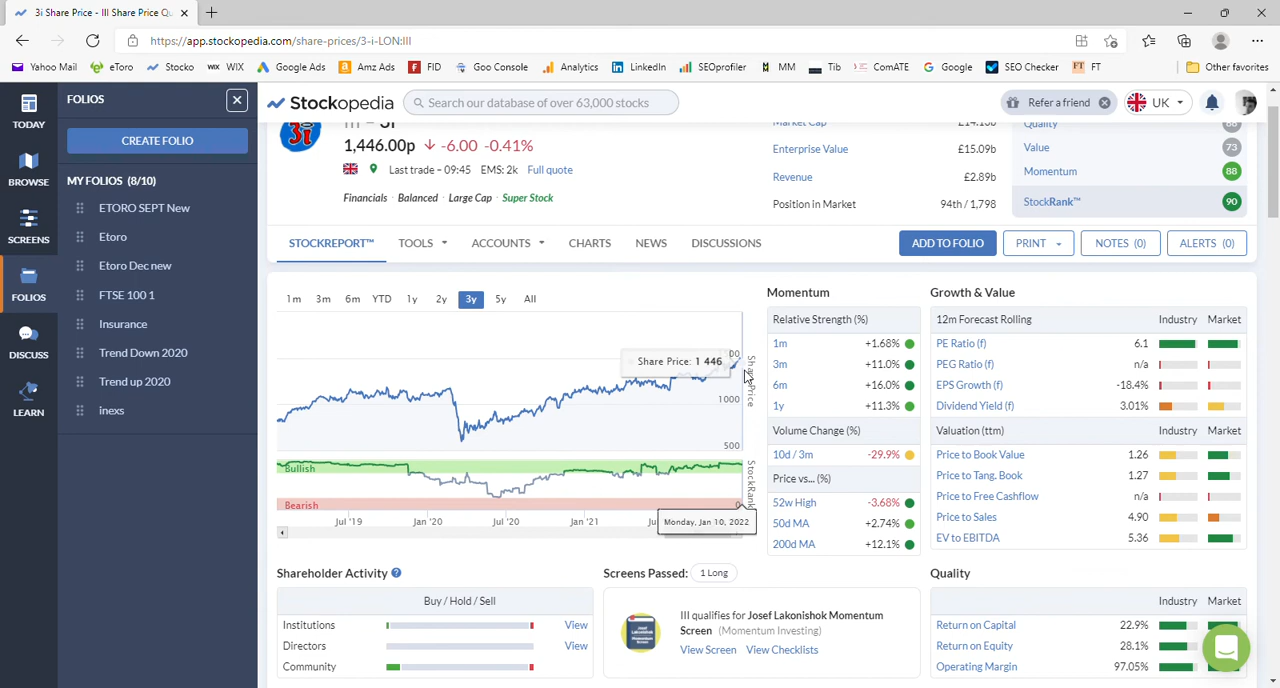 3i Share Price - III Share Price Qu
https://app.stockopedia.com/share-prices/3-i-LON:III
Yahoo Mail eToro Stocko WIX WIX Google Ads Amz Ads FID Goo Console Analytics LinkedIn SEOprofiler MM Tib ComATE Google SEO Checker FT FT Other favorites
TODAY
BROWSE
SCREENS
FOLIOS
DISCUSS
LEARN
FOLIOS
CREATE FOLIO
MY FOLIOS (8/10)
ETORO SEPT New
Etoro
Etoro Dec new
FTSE 100 1
Insurance
Trend Down 2020
Trend up 2020
inexs
Stockopedia
Search our database of over 63,000 stocks
Refer a friend
UK
3i
1,446.00p -6.00 -0.41%
Last trade - 09:45 EMS: 2k Full quote
Financials · Balanced · Large Cap · Super Stock
Market Cap £14.13b
Enterprise Value £15.09b
Revenue £2.89b
Position in Market 94th / 1,798
Quality
Value 73
Momentum 88
StockRank™ 90
STOCKREPORT™ TOOLS ACCOUNTS CHARTS NEWS DISCUSSIONS
ADD TO FOLIO PRINT NOTES (0) ALERTS (0)
1m 3m 6m YTD 1y 2y 3y 5y All
Share Price: 1 446
1000
500
Share Price
Bullish
Bearish
0
StockRank
Jul '19 Jan '20 Jul '20 Jan '21
Monday, Jan 10, 2022
Momentum
Relative Strength (%)
1m +1.68%
3m +11.0%
6m +16.0%
1y +11.3%
Volume Change (%)
10d / 3m -29.9%
Price vs... (%)
52w High -3.68%
50d MA +2.74%
200d MA +12.1%
Growth & Value
12m Forecast Rolling Industry Market
PE Ratio (f) 6.1
PEG Ratio (f) n/a
EPS Growth (f) -18.4%
Dividend Yield (f) 3.01%
Valuation (ttm) Industry Market
Price to Book Value 1.26
Price to Tang. Book 1.27
Price to Free Cashflow n/a
Price to Sales 4.90
EV to EBITDA 5.36
Shareholder Activity
Buy / Hold / Sell
Institutions View
Directors View
Community
Screens Passed: 1 Long
III qualifies for Josef Lakonishok Momentum
Screen (Momentum Investing)
View Screen View Checklists
Quality
Industry Market
Return on Capital 22.9%
Return on Equity 28.1%
Operating Margin 97.05%